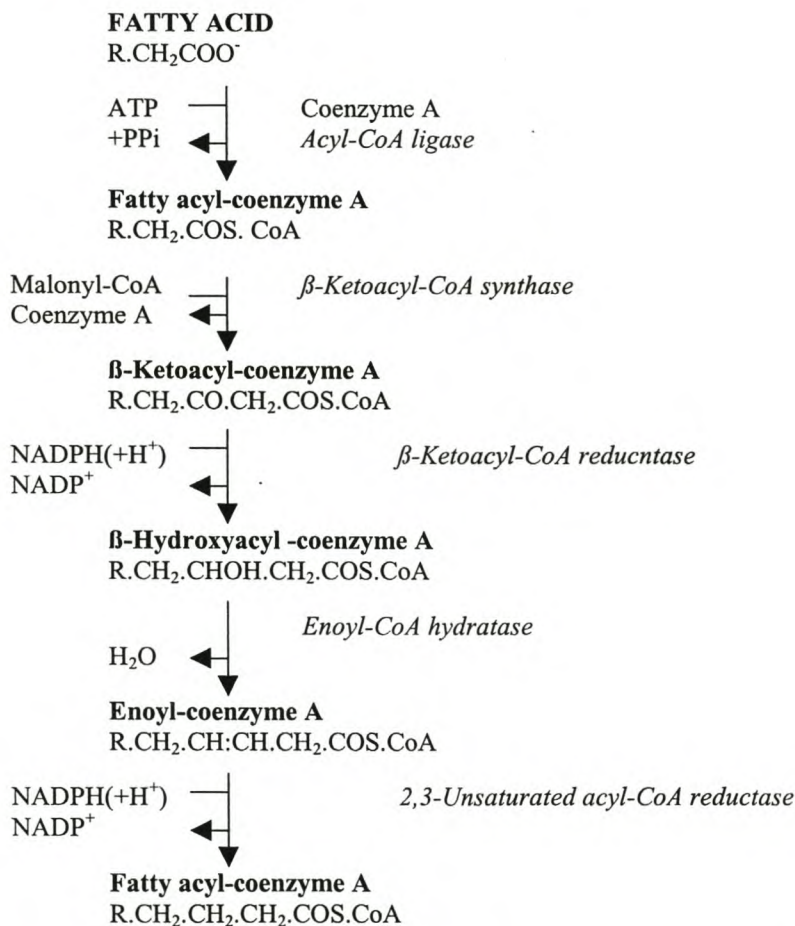 FATTY ACID
R.CH₂COO⁻
ATP Coenzyme A
+PPi Acyl-CoA ligase
Fatty acyl-coenzyme A
R.CH₂.COS. CoA
Malonyl-CoA ß-Ketoacyl-CoA synthase
Coenzyme A
ß-Ketoacyl-coenzyme A
R.CH₂.CO.CH₂.COS.CoA
NADPH(+H⁺) ß-Ketoacyl-CoA reducntase
NADP⁺
ß-Hydroxyacyl -coenzyme A
R.CH₂.CHOH.CH₂.COS.CoA
Enoyl-CoA hydratase
H₂O
Enoyl-coenzyme A
R.CH₂.CH:CH.CH₂.COS.CoA
NADPH(+H⁺) 2,3-Unsaturated acyl-CoA reductase
NADP⁺
Fatty acyl-coenzyme A
R.CH₂.CH₂.CH₂.COS.CoA